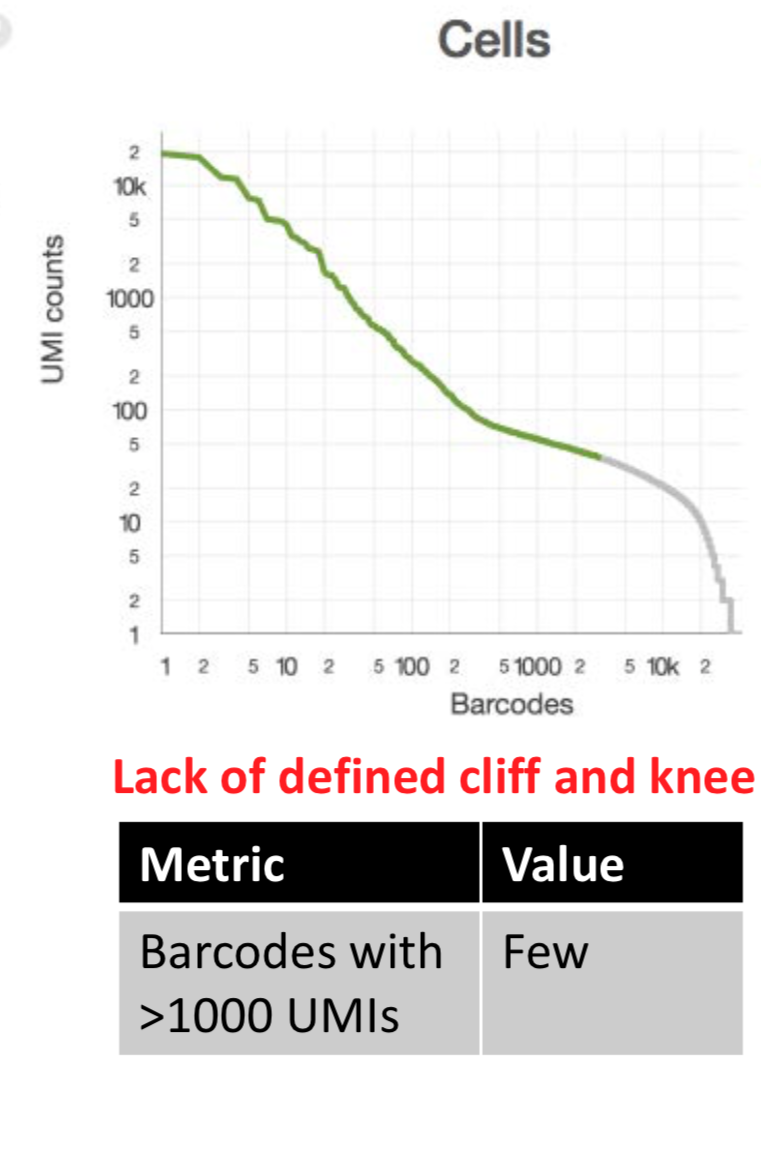 Cells
2
10k
5
2
1000
5
2
100
5
2
10
5
2
1
UMI counts
1 2 5 10 2 5 100 2 5 1000 2 5 10k 2
Barcodes
Lack of defined cliff and knee
Metric Value
Barcodes with Few
>1000 UMIs